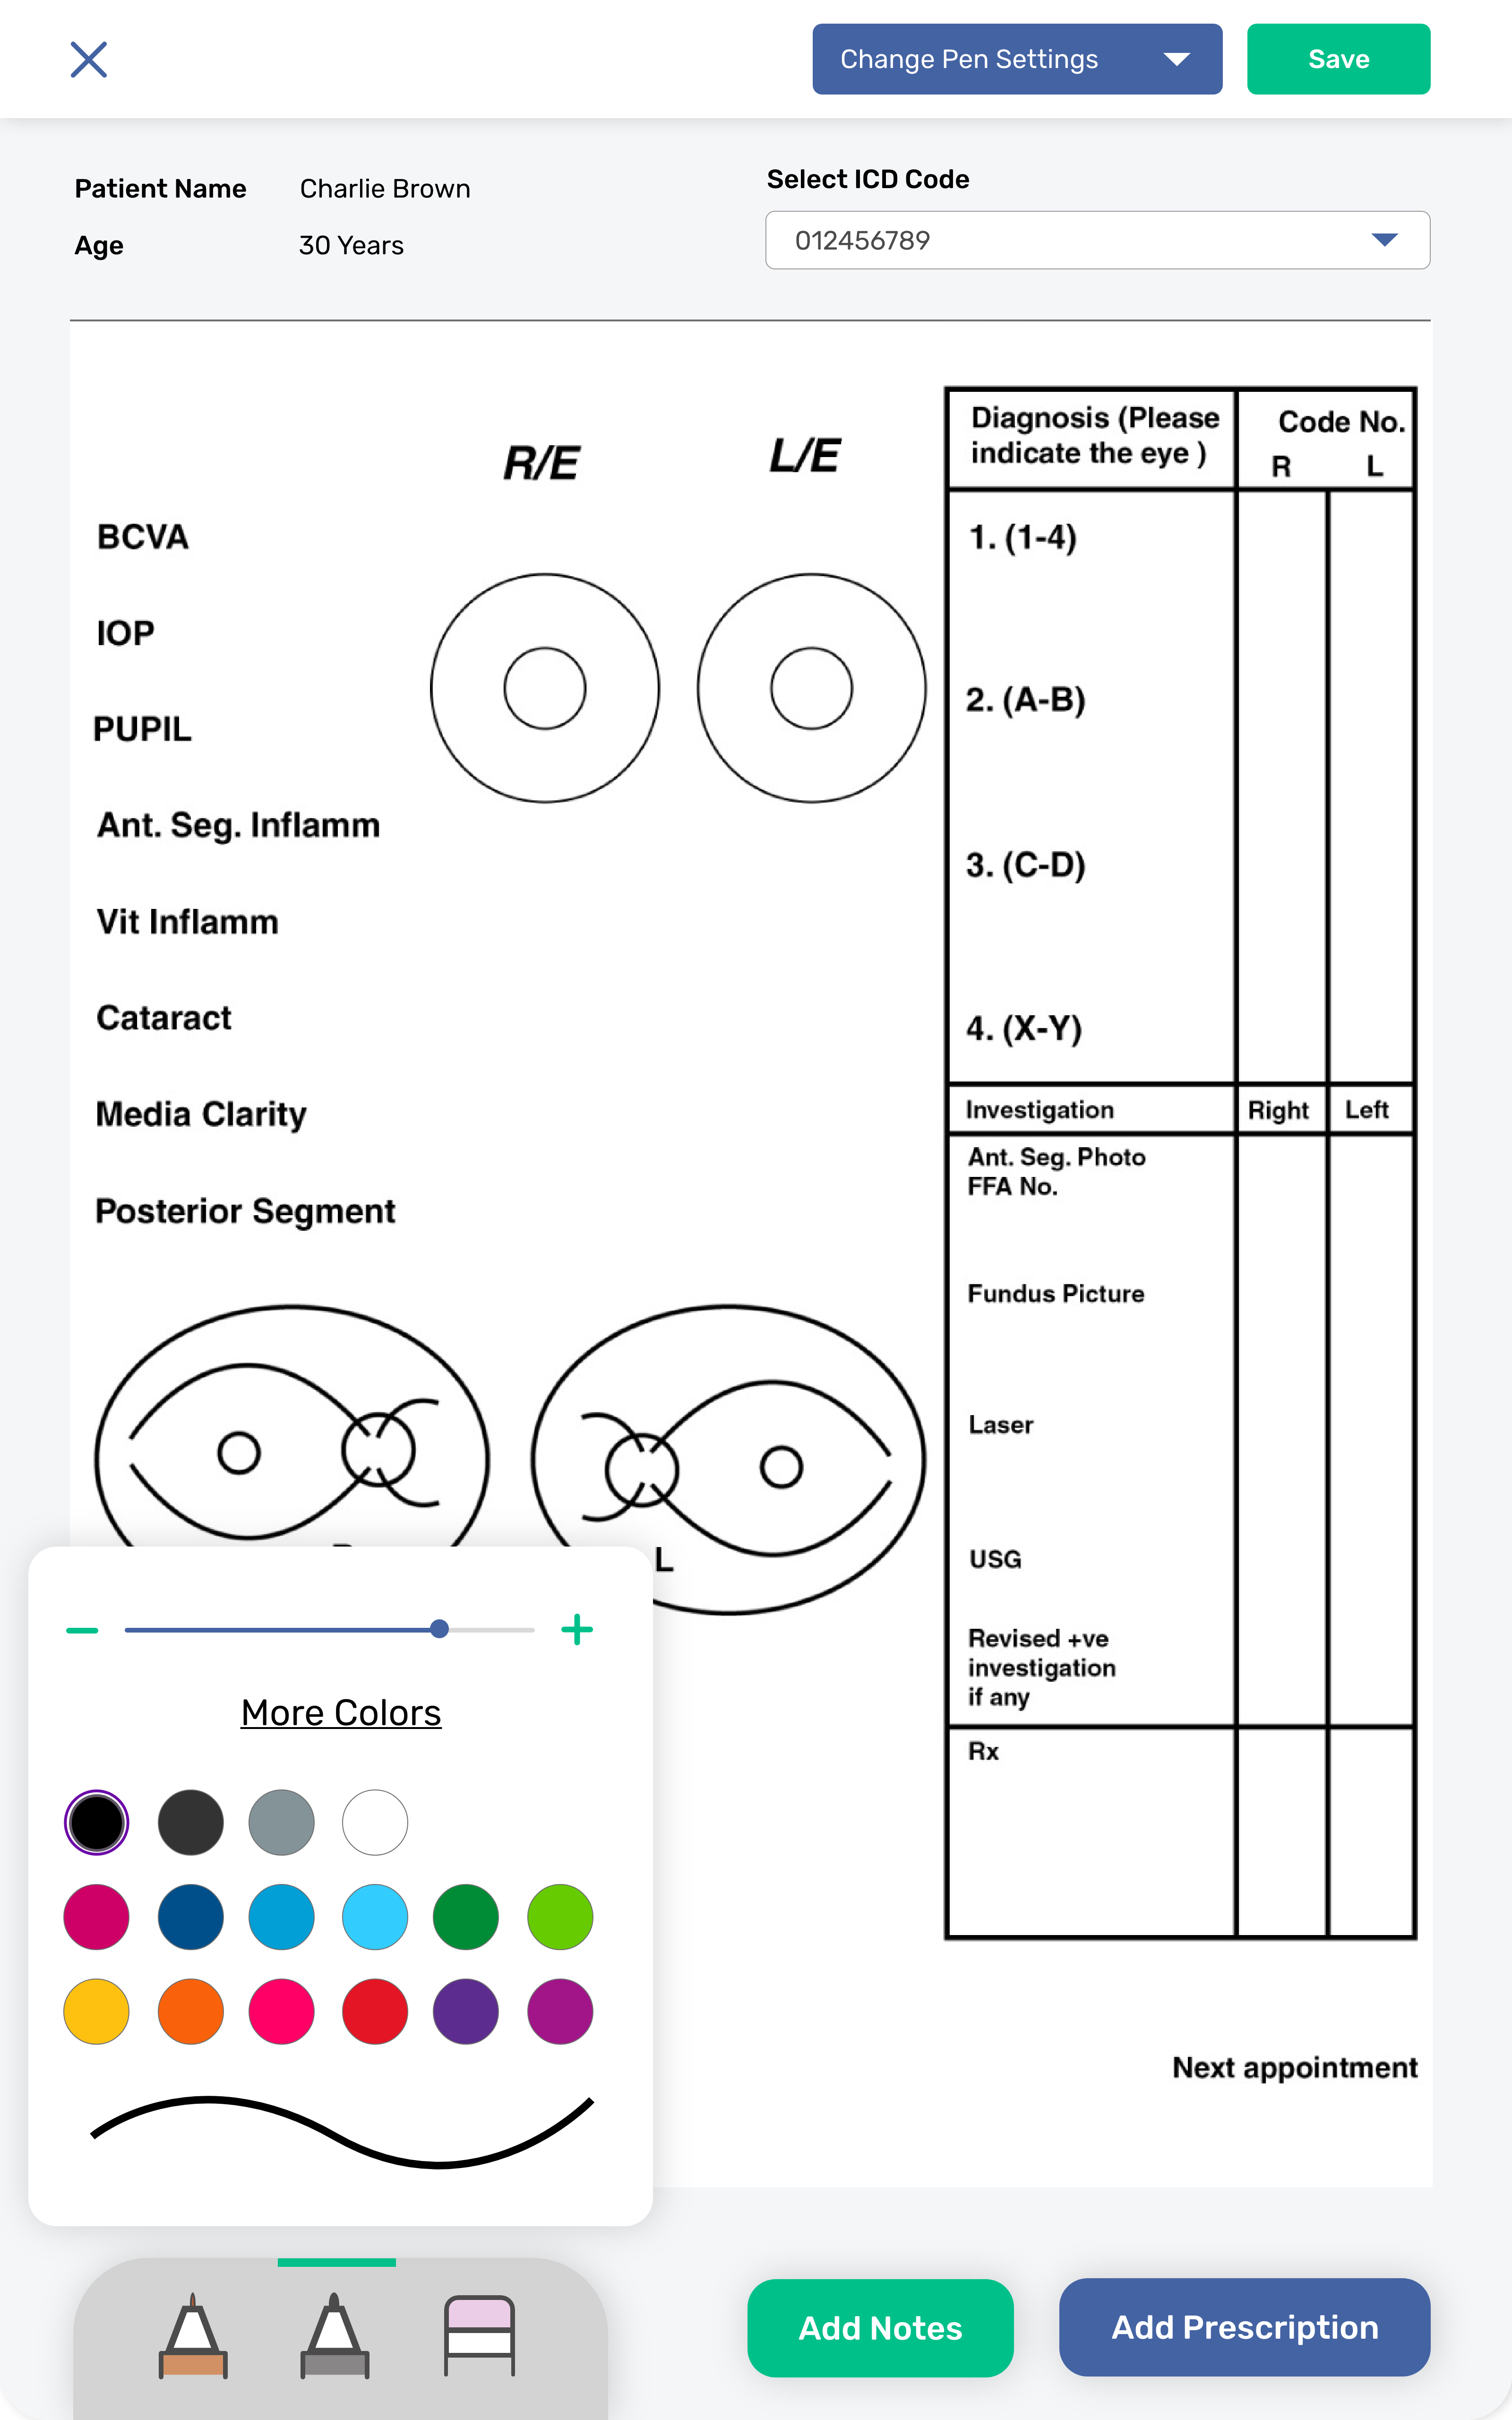 Change Pen Settings
Save
Patient Name Charlie Brown
Age 30 Years
Select ICD Code
012456789
R/E L/E
BCVA
IOP
PUPIL
Ant. Seg. Inflamm
Vit Inflamm
Cataract
Media Clarity
Posterior Segment
L
Diagnosis (Please
indicate the eye )
Code No.
R L
1. (1-4)
2. (A-B)
3. (C-D)
4. (X-Y)
Investigation Right Left
Ant. Seg. Photo
FFA No.
Fundus Picture
Laser
USG
Revised +ve
investigation
if any
Rx
Next appointment
More Colors
Add Notes
Add Prescription